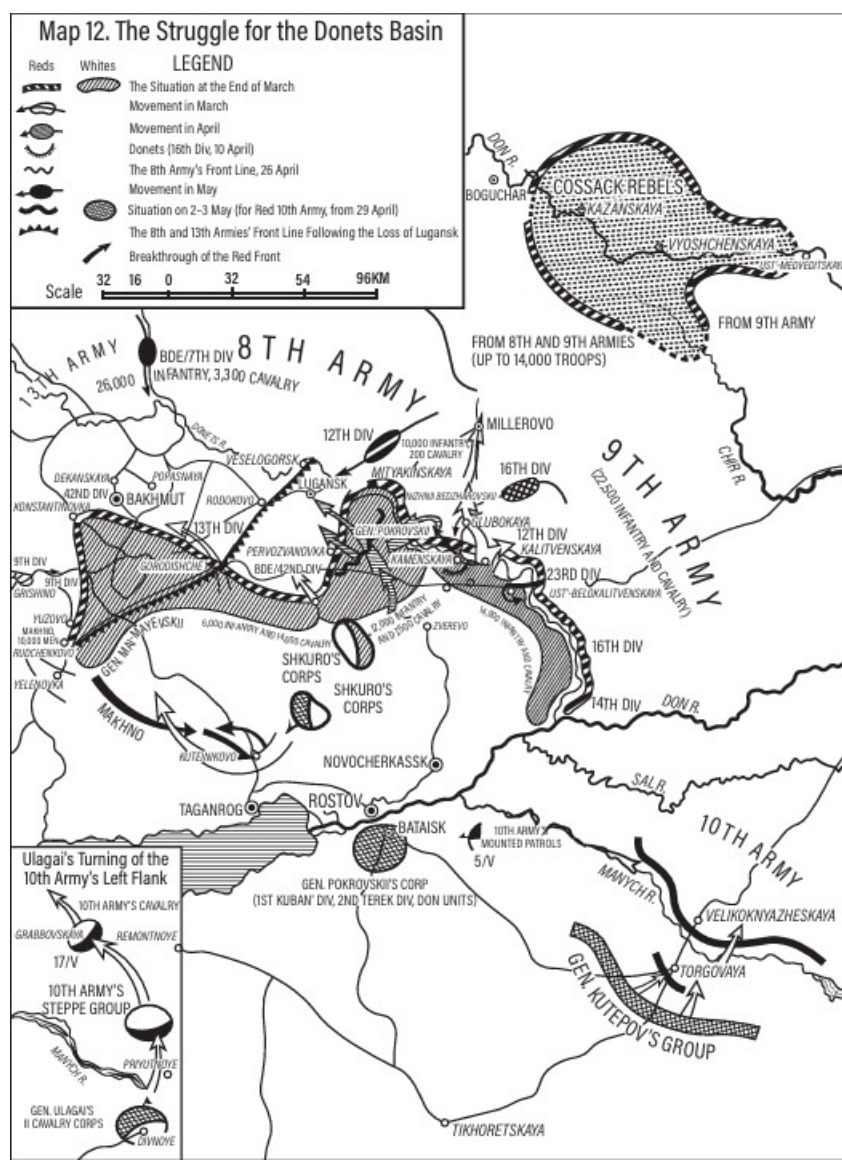 Map 12. The Struggle for the Donets Basin
Reds
Whites
LEGEND
The Situation at the End of March
Movement in March
Movement in April
Donets (16th Div, 10 April)
The 8th Army's Front Line, 26 April
Movement in May
Situation on 2–3 May (for Red 10th Army, from 29 April)
The 8th and 13th Armies' Front Line Following the Loss of Lugansk
Breakthrough of the Red Front
Scale
32 16 0 32 54 96KM
DON R.
BOGUCHAR
COSSACK REBELS
KAZANSKAYA
VYOSHCHENSKAYA
UST'-MEDVEDITSKAYA
FROM 9TH ARMY
FROM 8TH AND 9TH ARMIES
(UP TO 14,000 TROOPS)
CHIR R.
13TH ARMY
BDE/7TH DIV
8TH ARMY
26,000
INFANTRY, 3,300 CAVALRY
DONETS R.
12TH DIV
10,000 INFANTRY,
200 CAVALRY
MILLEROVO
9TH ARMY
(22,500 INFANTRY AND CAVALRY)
VESELOGORSK
LUGANSK
MITYAKINSKAYA
16TH DIV
DEKANSKAYA
POPASNAYA
42ND DIV
BAKHMUT
RODOKOVO
KONSTANTINOVKA
13TH DIV
GEN. POKROVSKII
GLUBOKAYA
12TH DIV
KALITVENSKAYA
PERVOZVANOVKA
KAMENSKAYA
GORODISHCHE
BDE/42ND DIV
23RD DIV
UST'-BELOKALITVENSKAYA
9TH DIV
9TH DIV
GRISHINO
YUZOVO
MAKHNO,
10,000 MEN
RUDCHENKOVO
GEN. MAI-MAYEVSKII
6,000 INFANTRY AND 14,000 CAVALRY
12,000 INFANTRY
AND 7,500 CAVALRY
ZVEREVO
14,000 INFANTRY AND CAVALRY
16TH DIV
14TH DIV
YELENOVKA
SHKURO'S
CORPS
SHKURO'S
CORPS
MAKHNO
KUTEINIKOVO
DON R.
NOVOCHERKASSK
SAL R.
TAGANROG
ROSTOV
BATAISK
10TH ARMY'S
MOUNTED PATROLS
5/V
10TH ARMY
MANYCH R.
GEN. POKROVSKII'S CORP
(1ST KUBAN' DIV, 2ND TEREK DIV, DON UNITS)
VELIKOKNYAZHESKAYA
TORGOVAYA
GEN. KUTEPOV'S GROUP
TIKHORETSKAYA
Ulagai's Turning of the
10th Army's Left Flank
10TH ARMY'S CAVALRY
GRABBOVSKAYA
REMONTNOYE
17/V
10TH ARMY'S
STEPPE GROUP
MANYCH R.
PRIYUTNOYE
GEN. ULAGAI'S
II CAVALRY CORPS
DIVNOYE